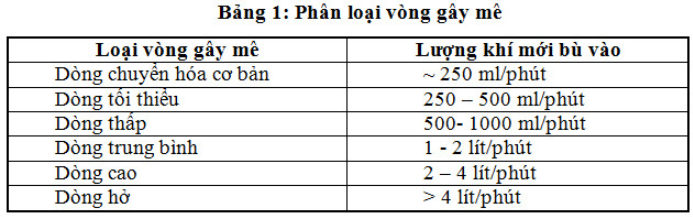 Bảng 1: Phân loại vòng gây mê
Loại vòng gây mê Lượng khí mới bù vào
Dòng chuyển hóa cơ bản ~ 250 ml/phút
Dòng tối thiểu 250 – 500 ml/phút
Dòng thấp 500- 1000 ml/phút
Dòng trung bình 1 - 2 lít/phút
Dòng cao 2 – 4 lít/phút
Dòng hở > 4 lít/phút